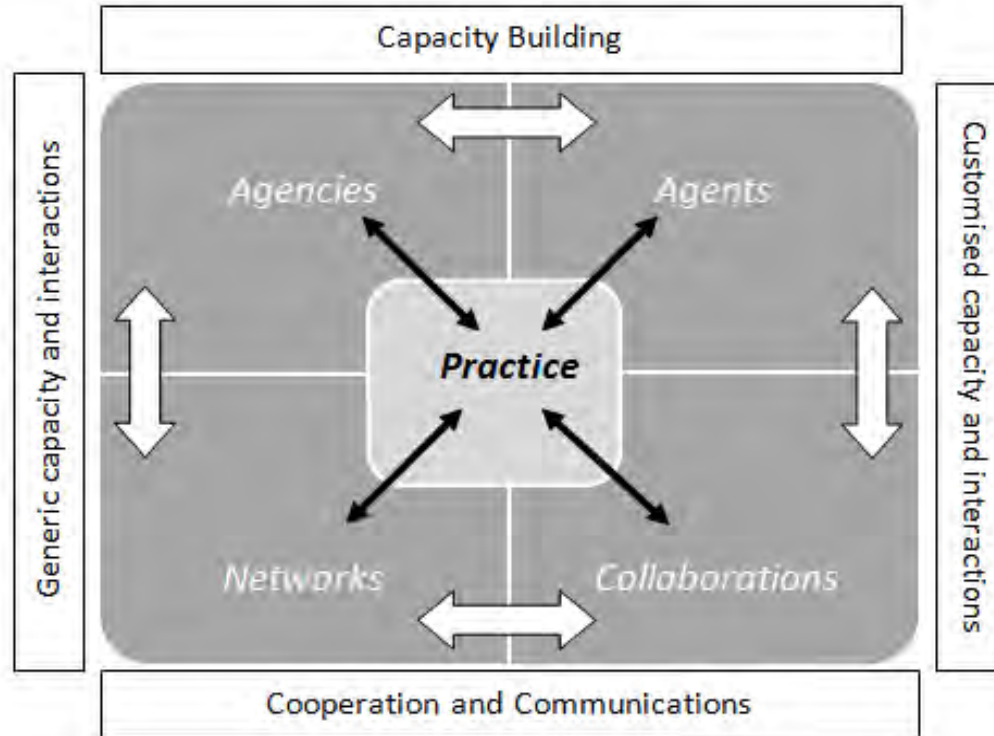 Capacity Building
Generic capacity and interactions
Agencies
Agents
Customised capacity and interactions
Practice
Networks
Collaborations
Cooperation and Communications